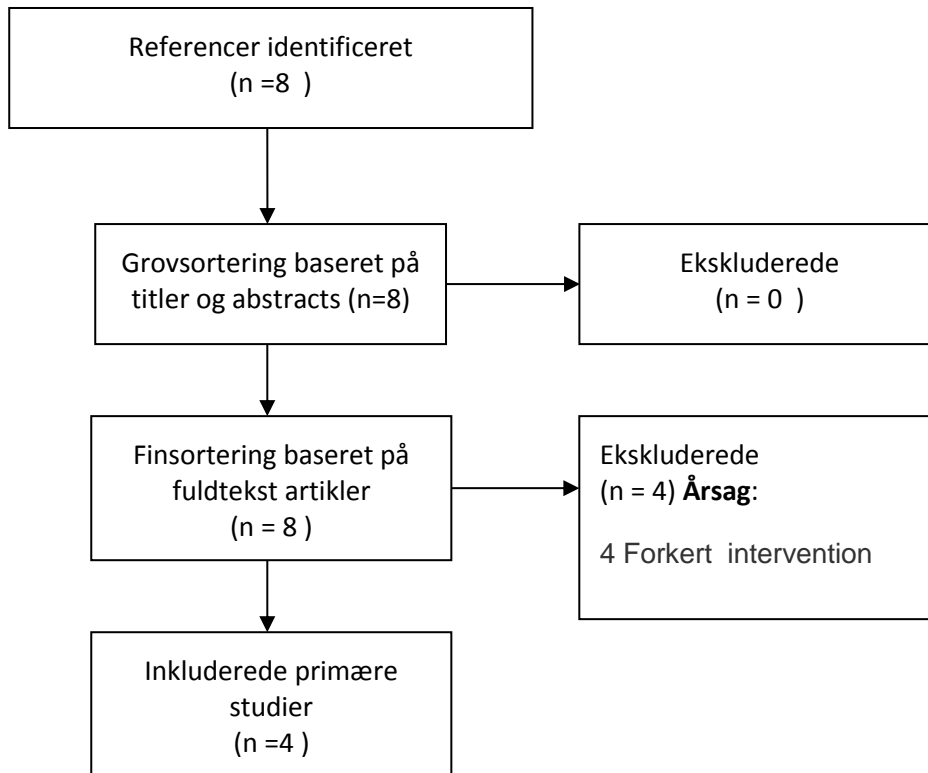 Referencer identificeret
(n =8  )
Grovsortering baseret på
titler og abstracts (n=8)
Ekskluderede
(n = 0  )
Finsortering baseret på
fuldtekst artikler
(n = 8 )
Ekskluderede
(n = 4) Årsag:
4 Forkert  intervention
Inkluderede primære
studier
(n =4 )